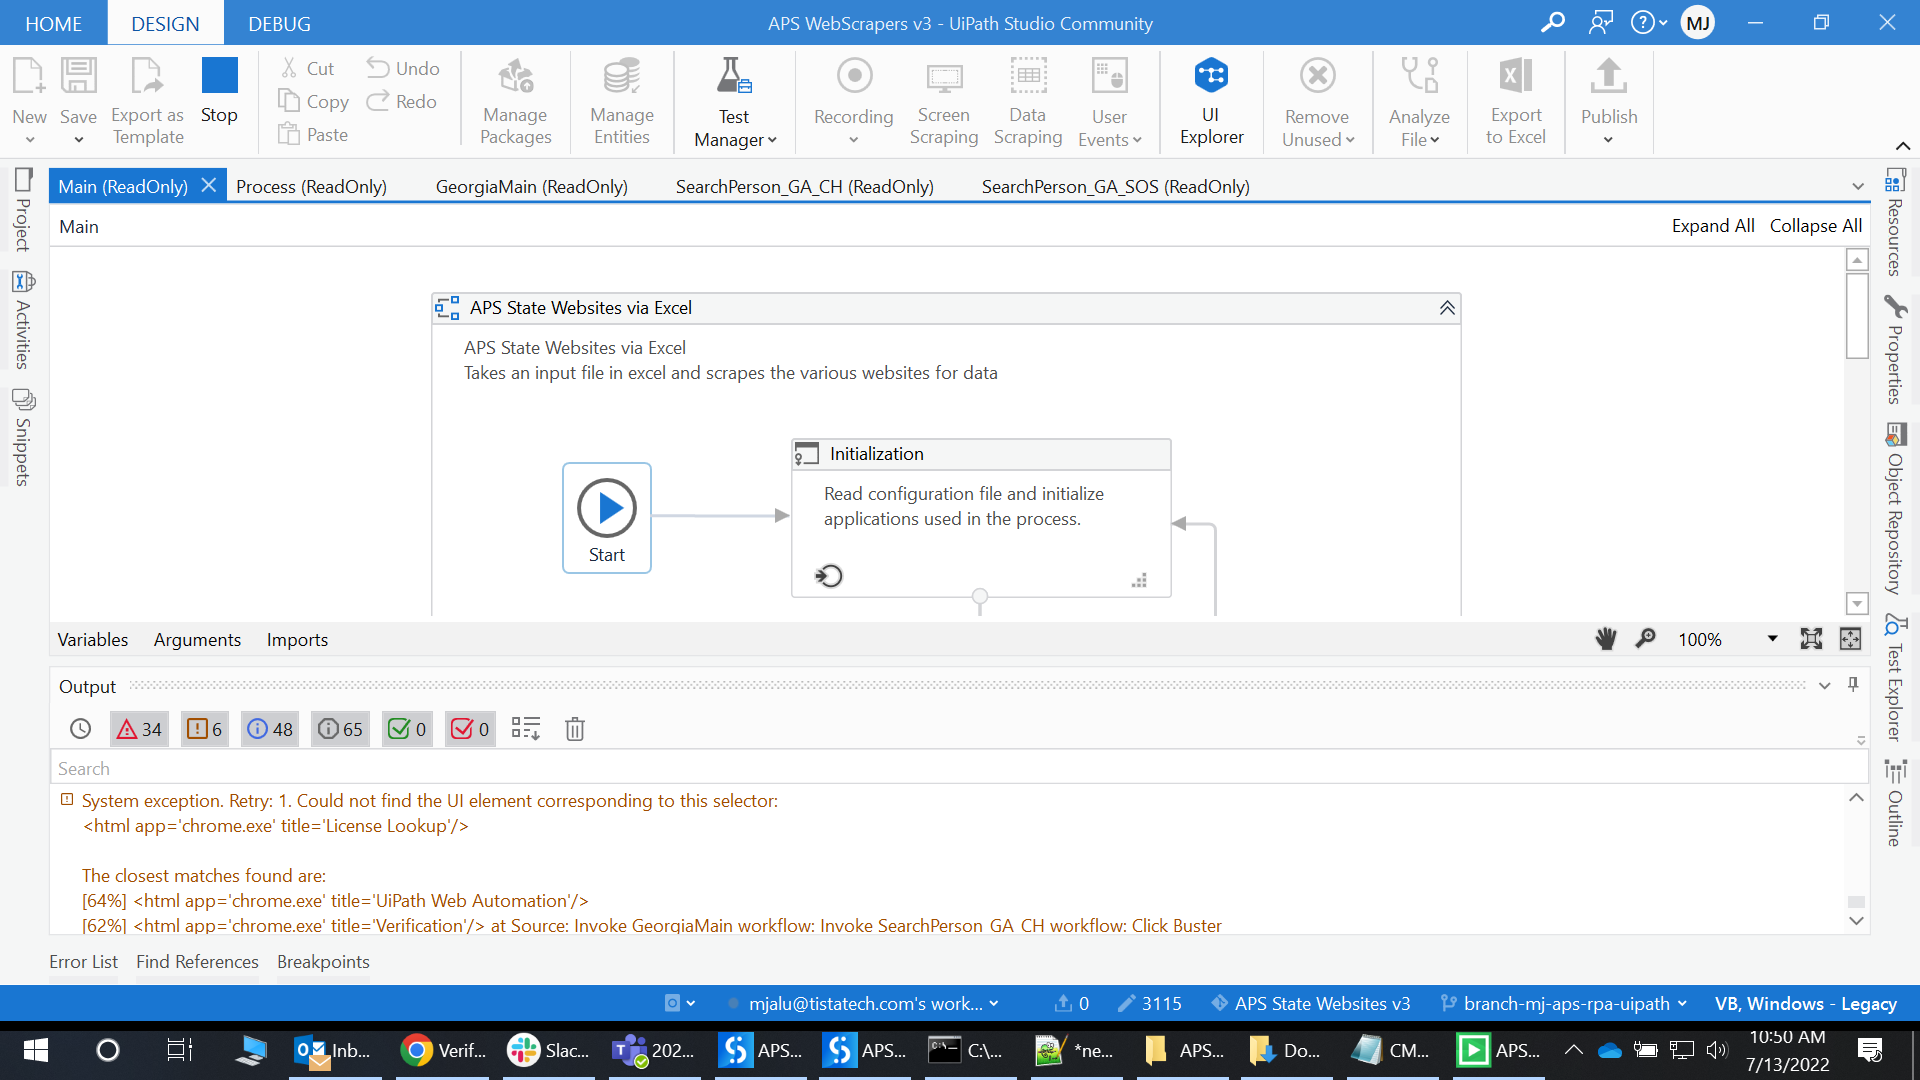 HOME DESIGN DEBUG APS WebScrapers v3 - UiPath Studio Community MJ
New Save Export as Template Stop Cut Copy Paste Undo Redo
Manage Packages Manage Entities Test Manager Recording Screen Scraping Data Scraping User Events UI Explorer Remove Unused Analyze File Export to Excel Publish
Main (ReadOnly) Process (ReadOnly) GeorgiaMain (ReadOnly) SearchPerson_GA_CH (ReadOnly) SearchPerson_GA_SOS (ReadOnly)
Main Expand All Collapse All
Project
Activities
Snippets
Resources
Properties
Object Repository
Test Explorer
Outline
APS State Websites via Excel
APS State Websites via Excel
Takes an input file in excel and scrapes the various websites for data
Initialization
Read configuration file and initialize
applications used in the process.
Start
Variables Arguments Imports 100%
Output
34 6 48 65 0 0
Search
System exception. Retry: 1. Could not find the UI element corresponding to this selector:
<html app='chrome.exe' title='License Lookup'/>
The closest matches found are:
[64%] <html app='chrome.exe' title='UiPath Web Automation'/>
[62%] <html app='chrome.exe' title='Verification'/> at Source: Invoke GeorgiaMain workflow: Invoke SearchPerson_GA_CH workflow: Click Buster
Error List Find References Breakpoints
mjalu@tistatech.com's work... 0 3115 APS State Websites v3 branch-mj-aps-rpa-uipath VB, Windows - Legacy
Inb... Verif... Slac... 202... APS... APS... C:\... *ne... APS... Do... CM... APS... 10:50 AM
7/13/2022